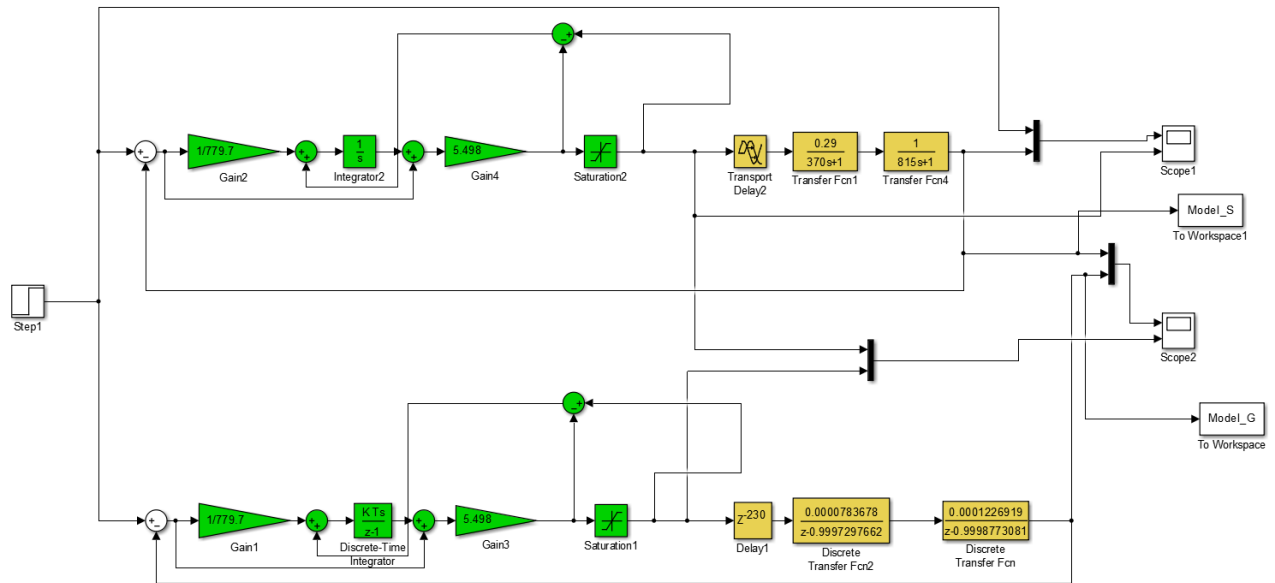 +
−
1/779.7
Gain2
+
+
1
s
Integrator2
+
+
5.498
Gain4
−
+
Saturation2
Transport
Delay2
0.29
370s+1
Transfer Fcn1
1
815s+1
Transfer Fcn4
Scope1
Model_S
To Workspace1
Step1
Scope2
Model_G
To Workspace
+
−
1/779.7
Gain1
+
+
K Ts
z-1
Discrete-Time
Integrator
+
+
5.498
Gain3
−
+
Saturation1
Z-230
Delay1
0.0000783678
z-0.9997297662
Discrete
Transfer Fcn2
0.0001226919
z-0.9998773081
Discrete
Transfer Fcn